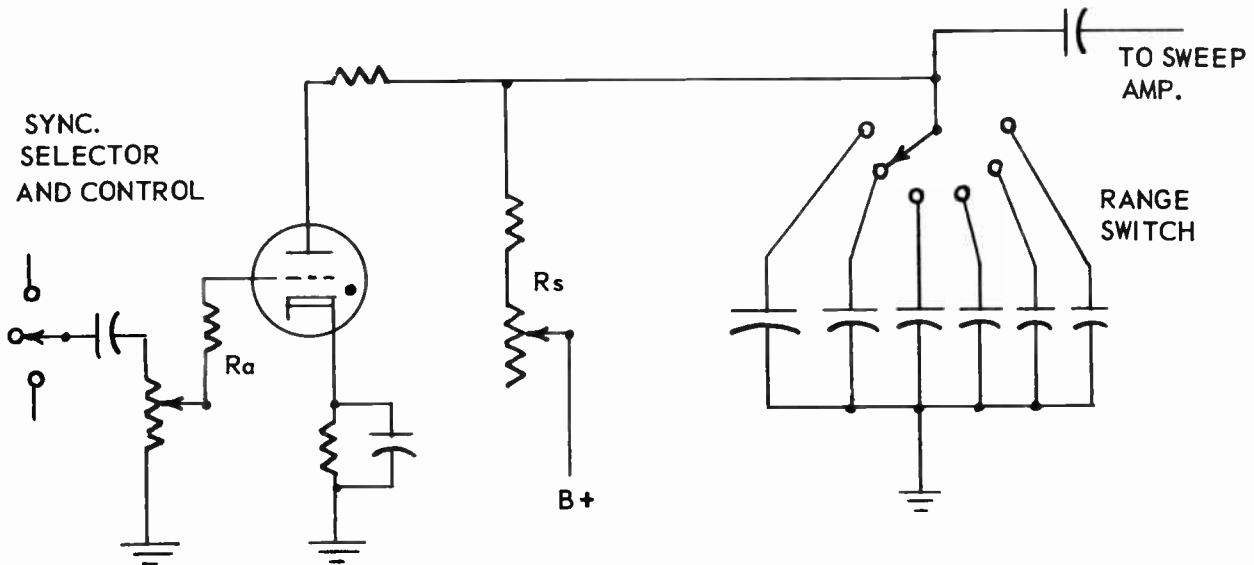 TO SWEEP
AMP.
SYNC.
SELECTOR
AND CONTROL
RANGE
SWITCH
Rs
Ra
B+